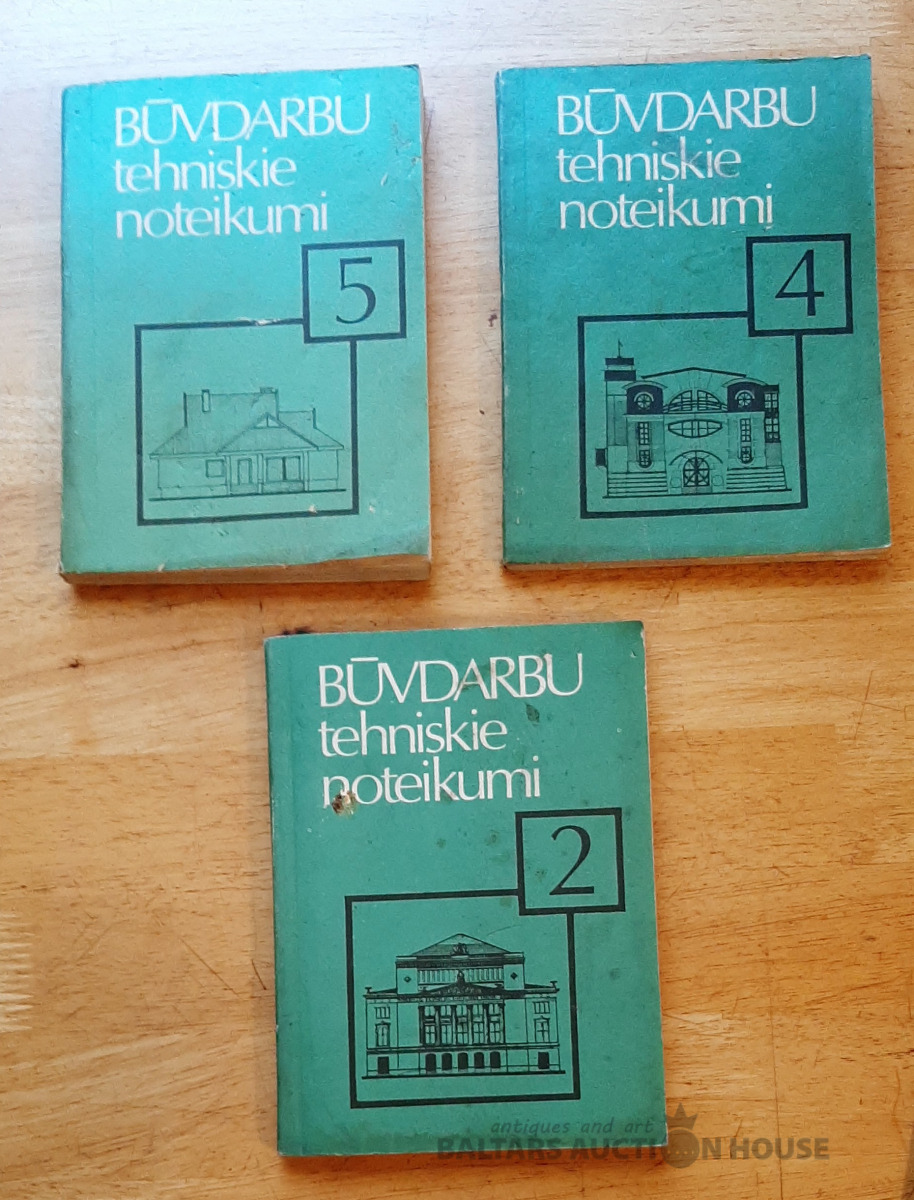 BŪVDARBU
tehniskie
noteikumi
5
BŪVDARBU
tehniskie
noteikumi
4
BŪVDARBU
tehniskie
noteikumi
2
antiques and art
BALTARS AUCTION HOUSE